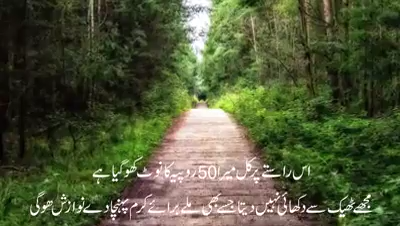 اس راستے پر کل میرا 50 روپیہ کا نوٹ کھو گیا ہے
مجھے ٹھیک سے دکھائی نہیں دیتا جسے بھی ملے برائے کرم پہنچا دے نوازش ھوگی